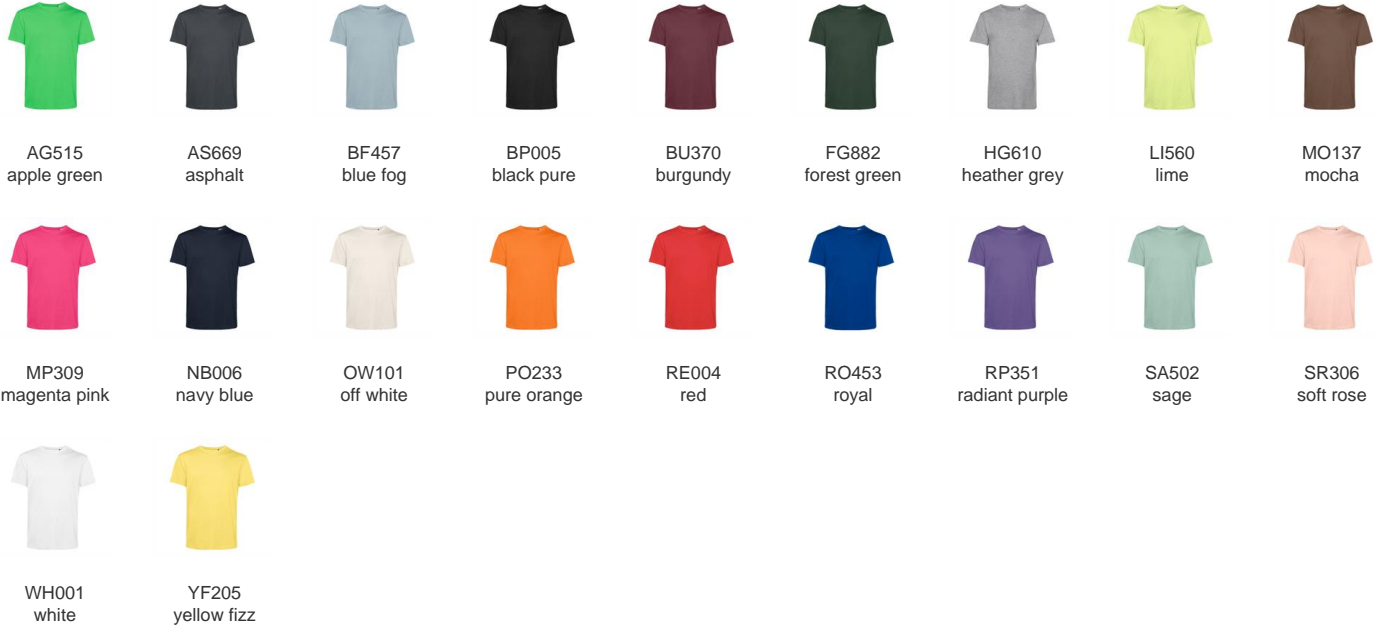 AG515
apple green
AS669
asphalt
BF457
blue fog
BP005
black pure
BU370
burgundy
FG882
forest green
HG610
heather grey
LI560
lime
MO137
mocha
MP309
magenta pink
NB006
navy blue
OW101
off white
PO233
pure orange
RE004
red
RO453
royal
RP351
radiant purple
SA502
sage
SR306
soft rose
WH001
white
YF205
yellow fizz